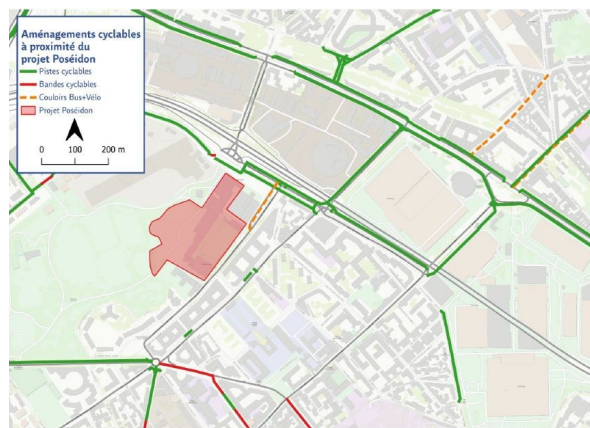 Aménagements cyclables
à proximité du
projet Poséidon
Pistes cyclables
Bandes cyclables
Couloirs Bus+Vélo
Projet Poséidon
0 100 200 m